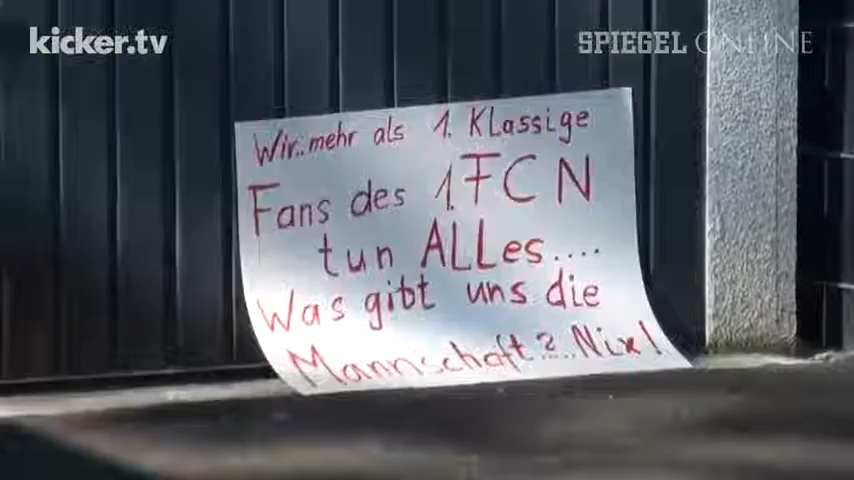 kicker.tv
SPIEGEL ONLINE
Wir..mehr als 1. Klassige
Fans des 1.FCN
tun ALLes....
Was gibt uns die
Mannschaft?...Nix!